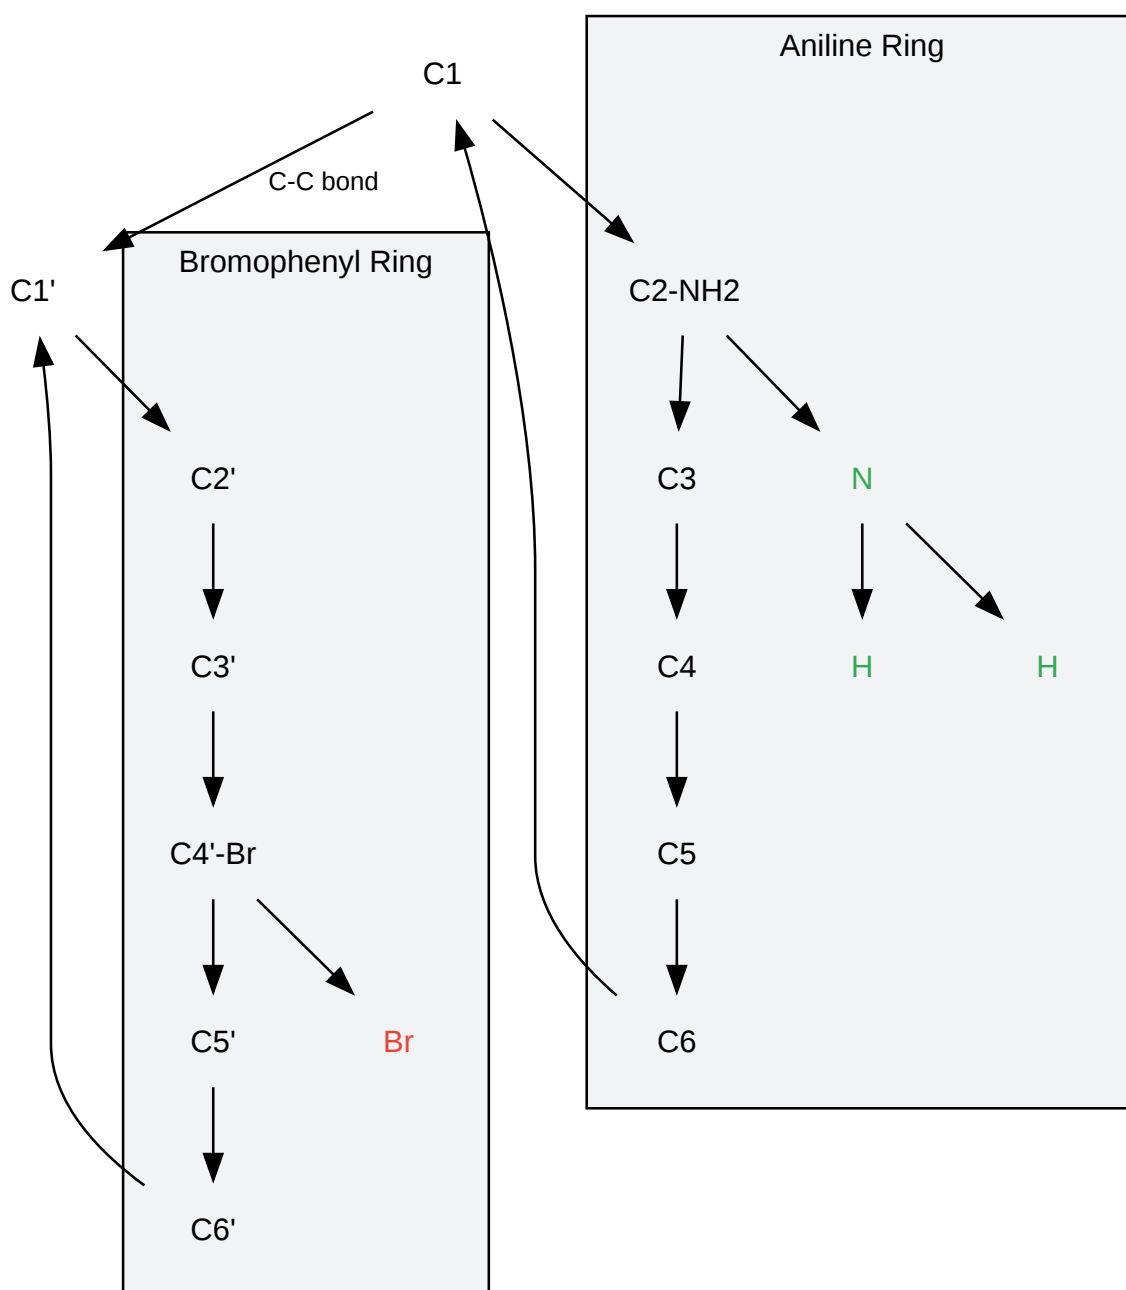 Aniline Ring
C1
C-C bond
Bromophenyl Ring
C1'
C2-NH2
C2'
C3
N
C3'
C4
H
H
C4'-Br
C5
C5'
Br
C6
C6'